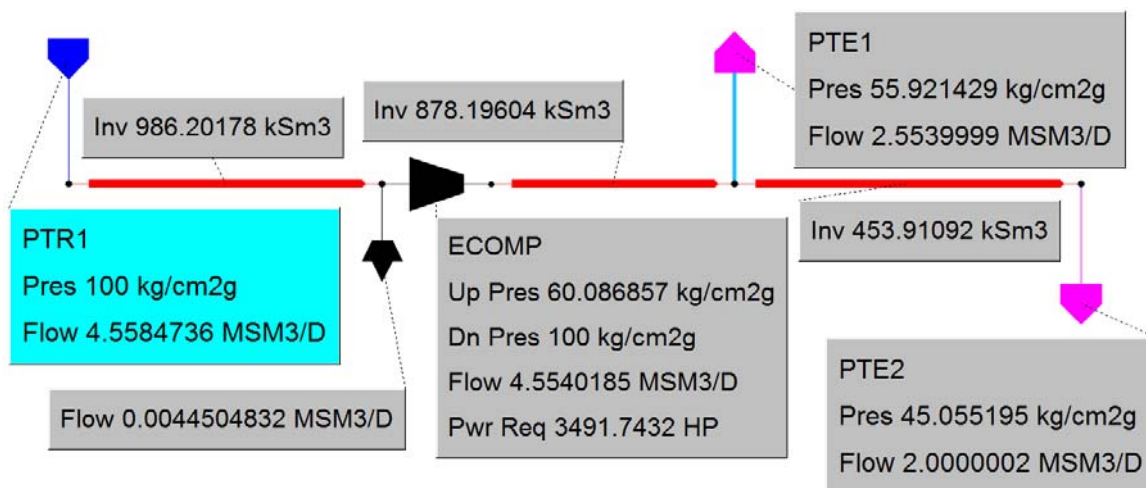 Inv 986.20178 kSm3
Inv 878.19604 kSm3
PTE1
Pres 55.921429 kg/cm2g
Flow 2.5539999 MSM3/D
PTR1
Pres 100 kg/cm2g
Flow 4.5584736 MSM3/D
ECOMP
Up Pres 60.086857 kg/cm2g
Dn Pres 100 kg/cm2g
Flow 4.5540185 MSM3/D
Pwr Req 3491.7432 HP
Inv 453.91092 kSm3
Flow 0.0044504832 MSM3/D
PTE2
Pres 45.055195 kg/cm2g
Flow 2.0000002 MSM3/D